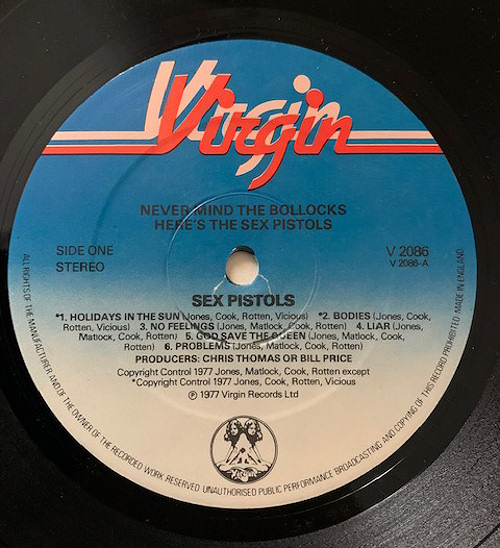 Virgin
NEVER MIND THE BOLLOCKS
HERE'S THE SEX PISTOLS
SIDE ONE
STEREO
V 2086
V 2086-A
SEX PISTOLS
*1. HOLIDAYS IN THE SUN (Jones, Cook, Rotten, Vicious) *2. BODIES (Jones, Cook,
Rotten, Vicious) 3. NO FEELINGS (Jones, Matlock, Cook, Rotten) 4. LIAR (Jones,
Matlock, Cook, Rotten) 5. GOD SAVE THE QUEEN (Jones, Matlock, Cook,
Rotten) 6. PROBLEMS (Jones, Matlock, Cook, Rotten)
PRODUCERS: CHRIS THOMAS OR BILL PRICE
Copyright Control 1977 Jones, Matlock, Cook, Rotten except
*Copyright Control 1977 Jones, Cook, Rotten, Vicious
℗ 1977 Virgin Records Ltd
VIRGIN
ALL RIGHTS OF THE MANUFACTURER AND OF THE OWNER OF THE RECORDED WORK RESERVED UNAUTHORISED PUBLIC PERFORMANCE BROADCASTING AND COPYING OF THIS RECORD PROHIBITED MADE IN ENGLAND